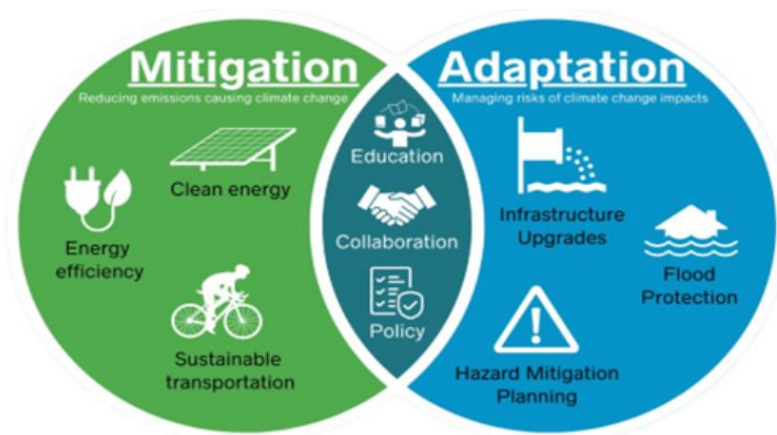 Mitigation
Reducing emissions causing climate change
Clean energy
Energy
efficiency
Sustainable
transportation
Education
Collaboration
Policy
Adaptation
Managing risks of climate change impacts
Infrastructure
Upgrades
Flood
Protection
Hazard Mitigation
Planning